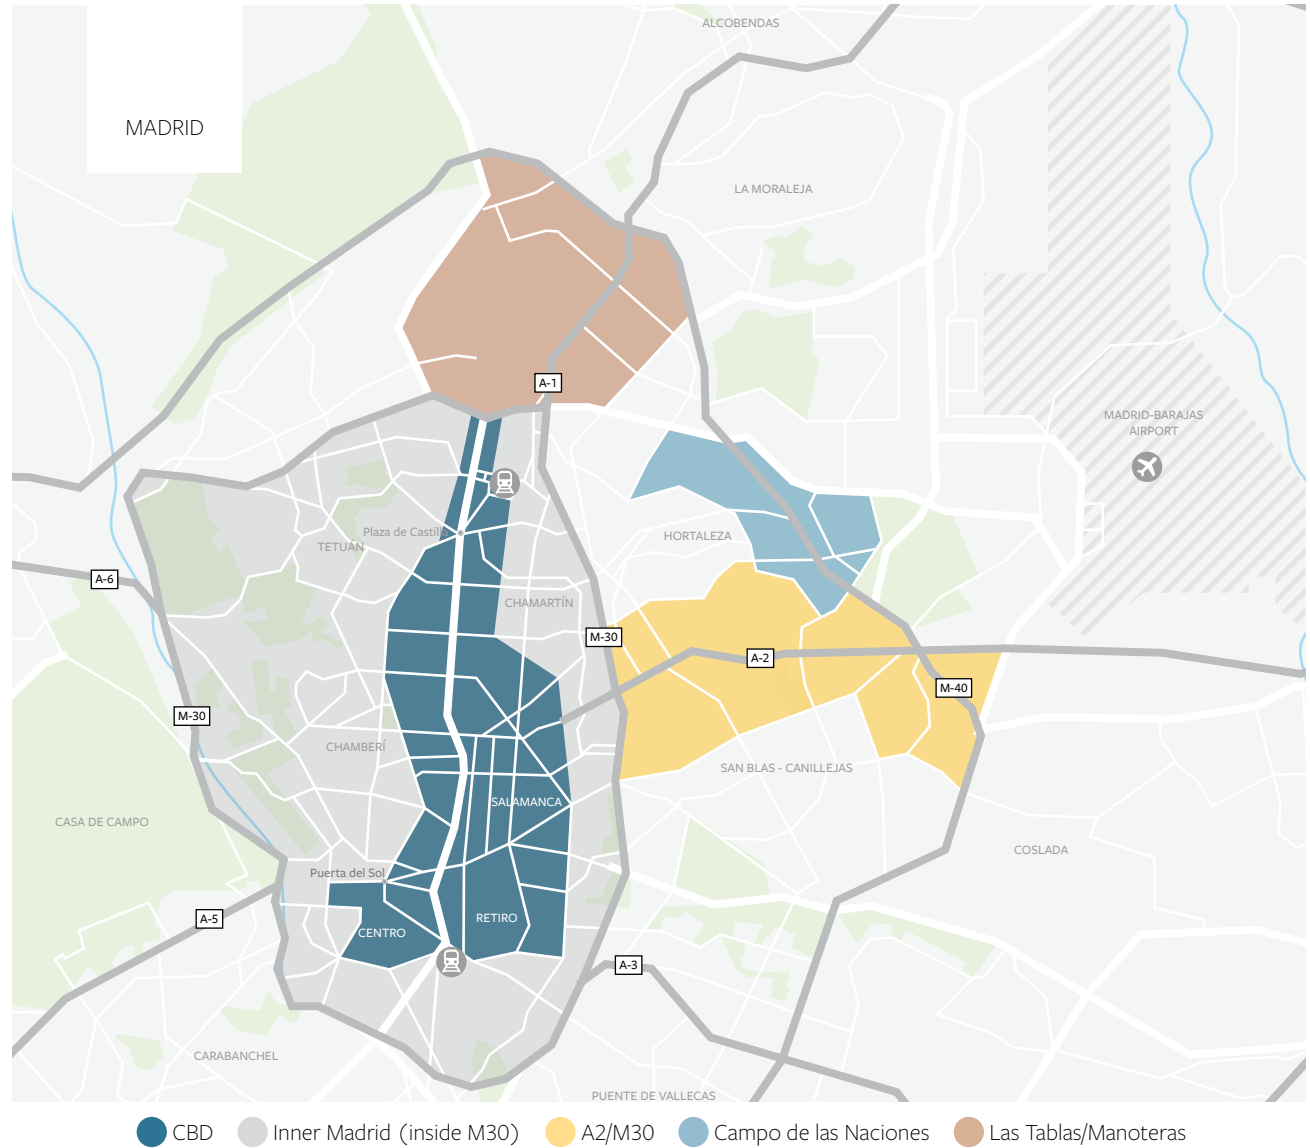 ALCOBENDAS
MADRID
LA MORALEJA
A-1
MADRID-BARAJAS
AIRPORT
Plaza de Castilla
TETUÁN
HORTALEZA
A-6
CHAMARTÍN
M-30
A-2
M-40
M-30
CHAMBERÍ
SAN BLAS - CANILLEJAS
SALAMANCA
CASA DE CAMPO
COSLADA
Puerta del Sol
A-5
RETIRO
CENTRO
A-3
CARABANCHEL
PUENTE DE VALLECAS
CBD
Inner Madrid (inside M30)
A2/M30
Campo de las Naciones
Las Tablas/Manoteras